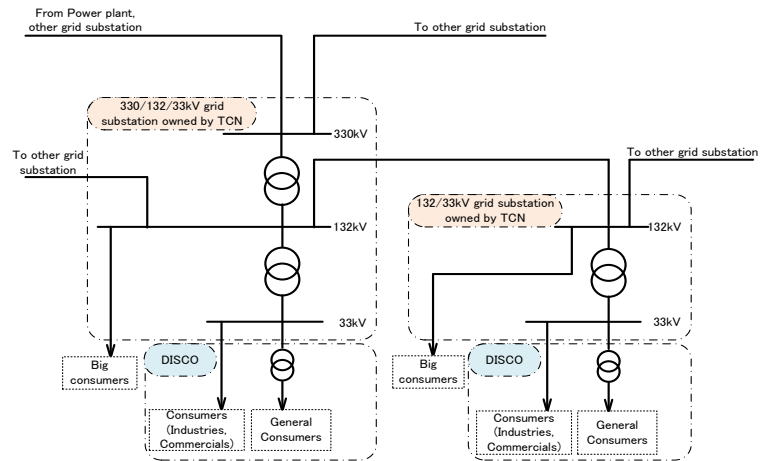 From Power plant,
other grid substation
To other grid substation
330/132/33kV grid
substation owned by TCN
330kV
To other grid
substation
132kV
To other grid substation
132/33kV grid substation
owned by TCN
132kV
33kV
33kV
Big
consumers
DISCO
Consumers
(Industries,
Commercials)
General
Consumers
Big
consumers
DISCO
Consumers
(Industries,
Commercials)
General
Consumers